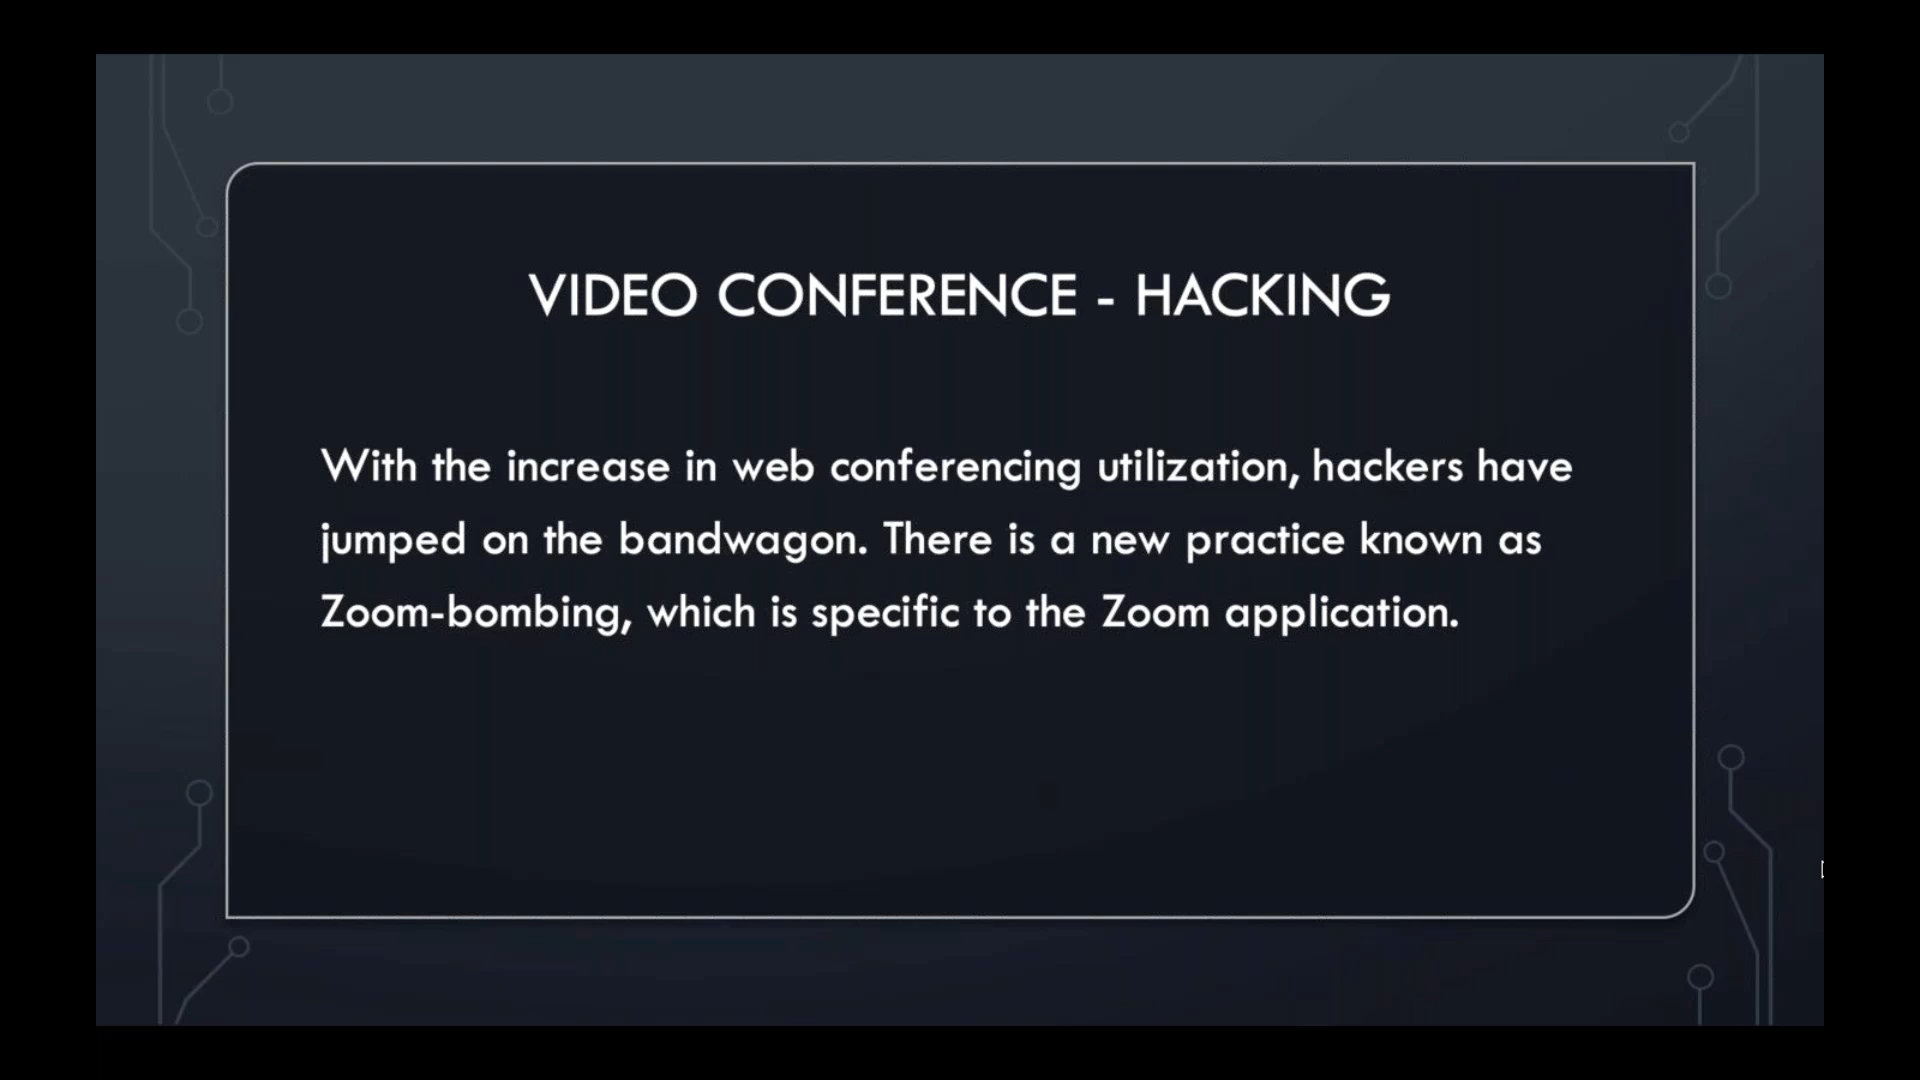 VIDEO CONFERENCE - HACKING
With the increase in web conferencing utilization, hackers have
jumped on the bandwagon. There is a new practice known as
Zoom-bombing, which is specific to the Zoom application.